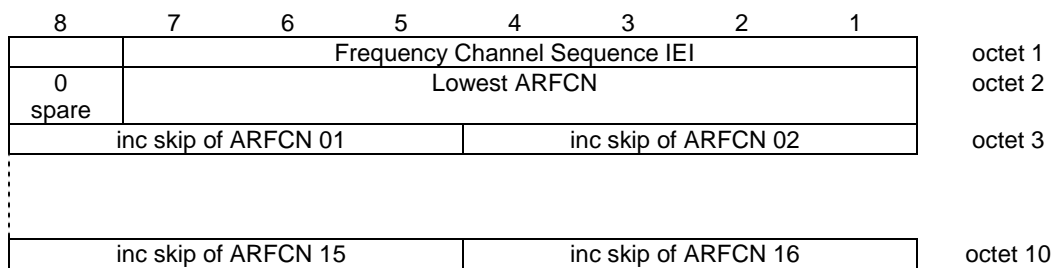 8 7 6 5 4 3 2 1
Frequency Channel Sequence IEI octet 1
0 Lowest ARFCN octet 2
spare
inc skip of ARFCN 01 inc skip of ARFCN 02 octet 3
inc skip of ARFCN 15 inc skip of ARFCN 16 octet 10